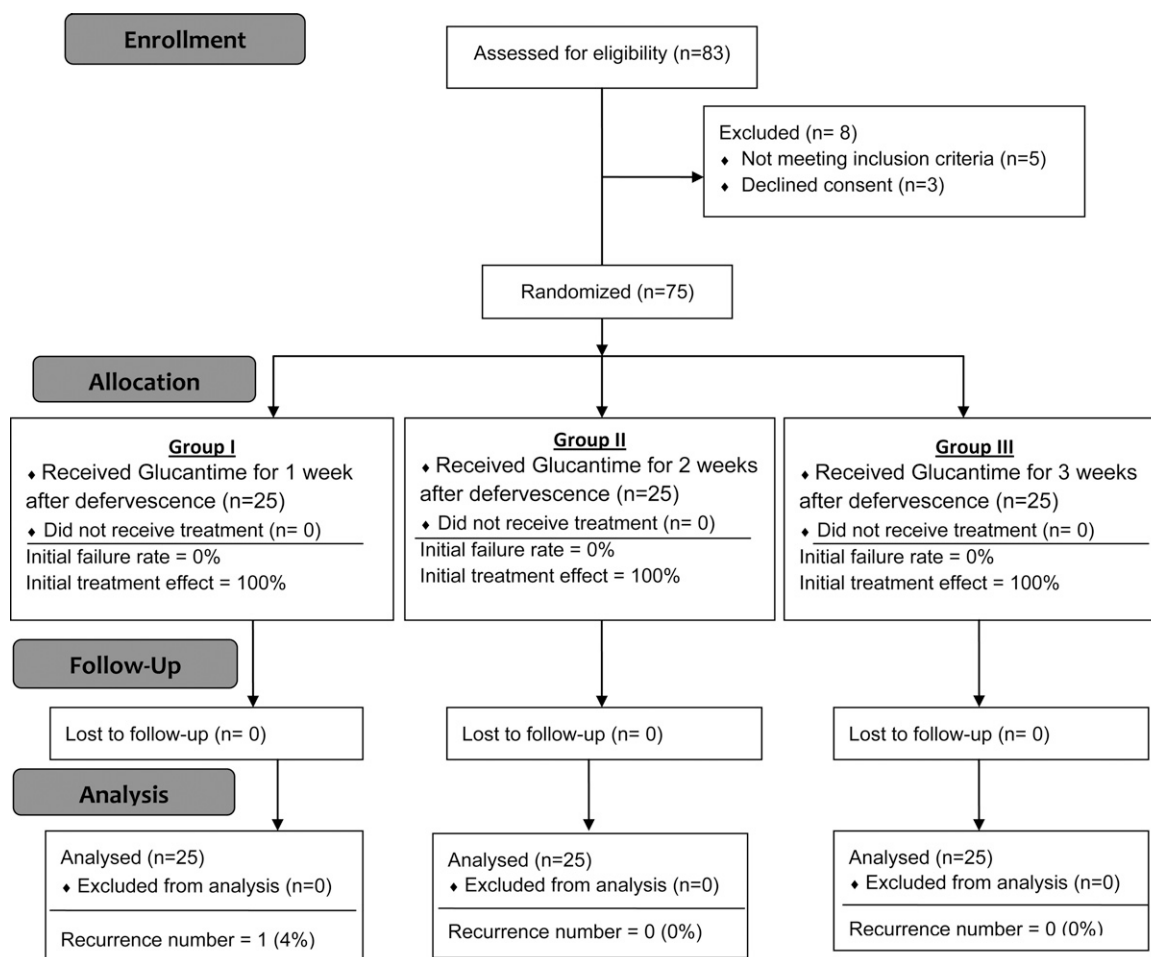 Enrollment
Assessed for eligibility (n=83)
Excluded (n= 8)
♦ Not meeting inclusion criteria (n=5)
♦ Declined consent (n=3)
Randomized (n=75)
Allocation
Group I
♦ Received Glucantime for 1 week
after defervescence (n=25)
♦ Did not receive treatment (n= 0)
Initial failure rate = 0%
Initial treatment effect = 100%
Group II
♦ Received Glucantime for 2 weeks
after defervescence (n=25)
♦ Did not receive treatment (n= 0)
Initial failure rate = 0%
Initial treatment effect = 100%
Group III
♦ Received Glucantime for 3 weeks
after defervescence (n=25)
♦ Did not receive treatment (n= 0)
Initial failure rate = 0%
Initial treatment effect = 100%
Follow-Up
Lost to follow-up (n= 0)
Lost to follow-up (n= 0)
Lost to follow-up (n= 0)
Analysis
Analysed (n=25)
♦ Excluded from analysis (n=0)
Recurrence number = 1 (4%)
Analysed (n=25)
♦ Excluded from analysis (n=0)
Recurrence number = 0 (0%)
Analysed (n=25)
♦ Excluded from analysis (n=0)
Recurrence number = 0 (0%)